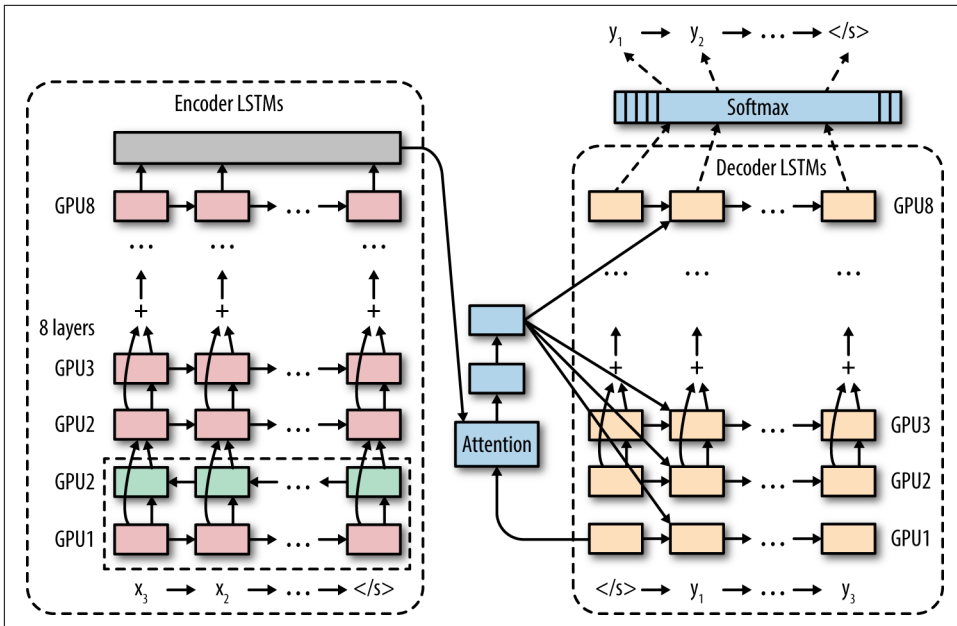 y1 → y2 → ... → </s>
Softmax
Encoder LSTMs
Decoder LSTMs
GPU8
...
GPU8
...
...
...
...
...
...
...
+
+
+
8 layers
GPU3
...
+
+
+
...
GPU3
GPU2
...
Attention
...
GPU2
GPU2
...
GPU1
...
...
GPU1
x3 → x2 → ... → </s>
</s> → y1 → ... → y3